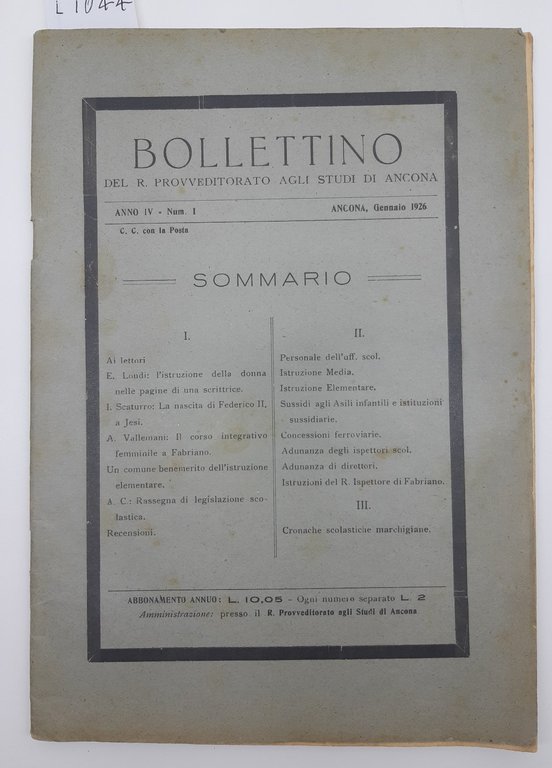 L 1044
BOLLETTINO
DEL R. PROVVEDITORATO AGLI STUDI DI ANCONA
ANNO IV - Num. 1
ANCONA, Gennaio 1926
C. C. con la Posta
SOMMARIO
I.
Ai lettori
E. Londi: l'istruzione della donna
nelle pagine di una scrittrice.
I. Scaturro: La nascita di Federico II,
a Jesi.
A. Vallemani: Il corso integrativo
femminile a Fabriano.
Un comune benemerito dell'istruzione
elementare.
A. C.: Rassegna di legislazione sco-
lastica.
Recensioni.
II.
Personale dell'uff. scol.
Istruzione Media.
Istruzione Elementare.
Sussidi agli Asili infantili e istituzioni
sussidiarie.
Concessioni ferroviarie.
Adunanza degli ispettori scol.
Adunanza di direttori.
Istruzioni del R. Ispettore di Fabriano.
III.
Cronache scolastiche marchigiane.
ABBONAMENTO ANNUO: L. 10,05 - Ogni numero separato L. 2
Amministrazione: presso il R. Provveditorato agli Studi di Ancona